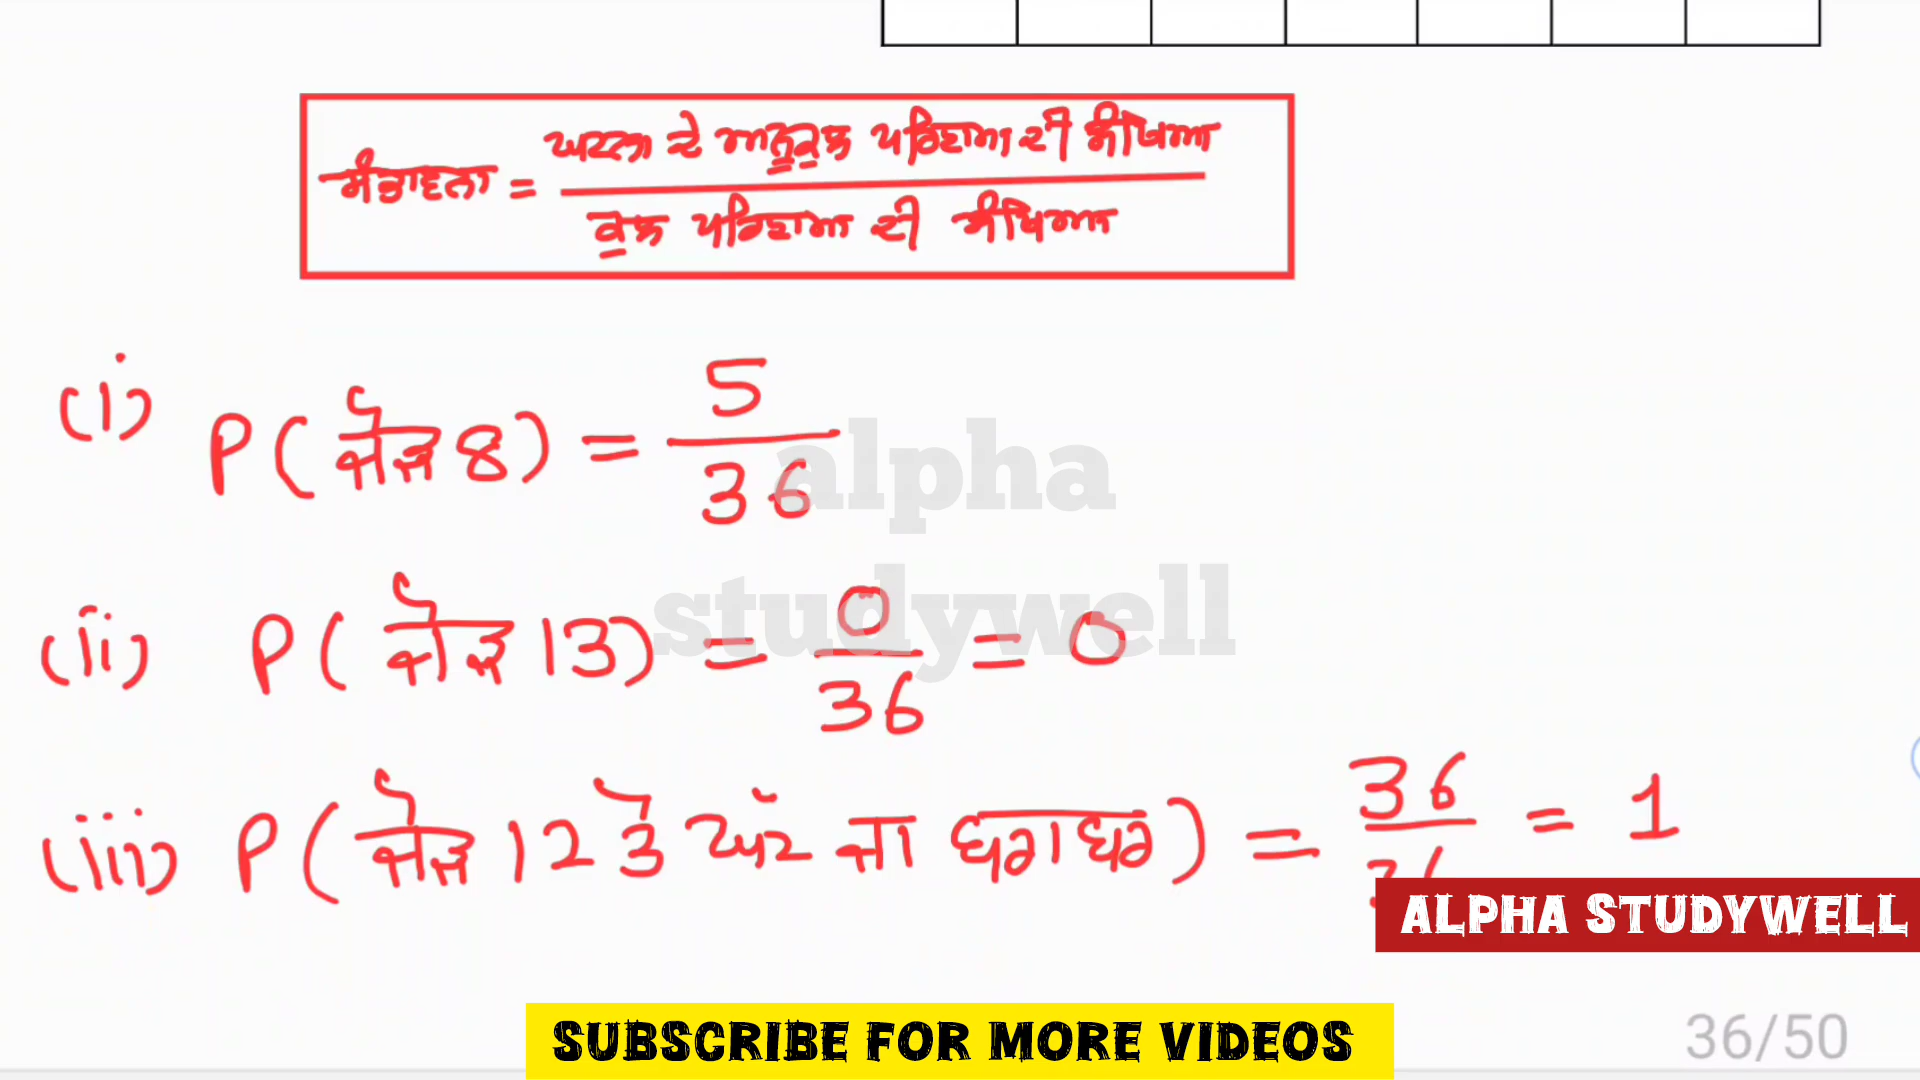 ਘਟਨਾ ਦੇ ਅਨੁਕੂਲ ਪਰਿਣਾਮ ਦੀ ਸੰਖਿਆ
ਸੰਭਾਵਨਾ =
ਕੁਲ ਪਰਿਣਾਮ ਦੀ ਸੰਖਿਆ
(i) P(ਜੋੜ 8) = 5/36
alpha
studywell
(ii) P(ਜੋੜ 13) = 0/36 = 0
(iii) P(ਜੋੜ 12 ਤੋਂ ਘੱਟ ਜਾਂ ਬਰਾਬਰ) = 36/36 = 1
ALPHA STUDYWELL
SUBSCRIBE FOR MORE VIDEOS
36/50